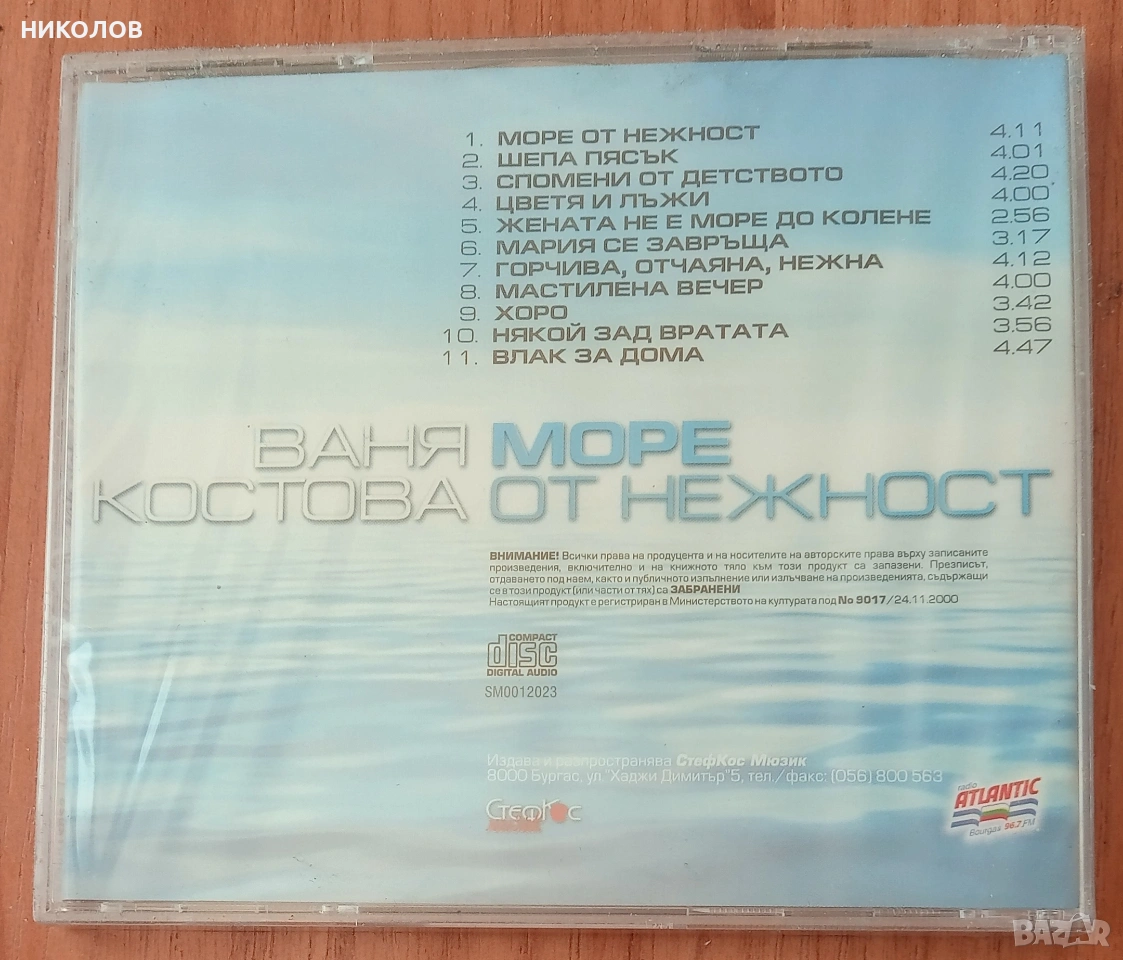 НИКОЛОВ
1. МОРЕ ОТ НЕЖНОСТ 4.11
2. ШЕПА ПЯСЪК 4.01
3. СПОМЕНИ ОТ ДЕТСТВОТО 4.20
4. ЦВЕТЯ И ЛЪЖИ 4.00
5. ЖЕНАТА НЕ Е МОРЕ ДО КОЛЕНЕ 2.56
6. МАРИЯ СЕ ЗАВРЪЩА 3.17
7. ГОРЧИВА, ОТЧАЯНА, НЕЖНА 4.12
8. МАСТИЛЕНА ВЕЧЕР 4.00
9. ХОРО 3.42
10. НЯКОЙ ЗАД ВРАТАТА 3.56
11. ВЛАК ЗА ДОМА 4.47
ВАНЯ МОРЕ
КОСТОВА ОТ НЕЖНОСТ
ВНИМАНИЕ! Всички права на продуцента и на носителите на авторските права върху записаните
произведения, включително и на книжното тяло към този продукт са запазени. Презписът,
отдаването под наем, както и публичното изпълнение или излъчване на произведенията, съдържащи
се в този продукт (или части от тях) са ЗАБРАНЕНИ
Настоящият продукт е регистриран в Министерството на културата под No 9017/24.11.2000
COMPACT
disc
DIGITAL AUDIO
SM0012023
Издава и разпространява СтефКос Мюзик
8000 Бургас, ул. "Хаджи Димитър" 5, тел./факс: (056) 800 563
СтефКос
radio
ATLANTIC
Bourgas 96.7 FM
BAZAR